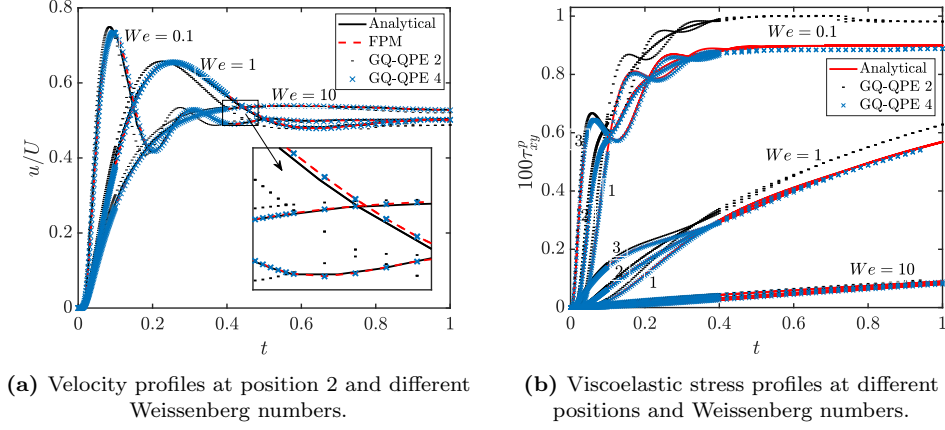 Analytical
FPM
GQ-QPE 2
GQ-QPE 4
We = 0.1
We = 1
We = 10
0.8
0.6
0.4
0.2
0
0 0.2 0.4 0.6 0.8 1
u/U
t
(a) Velocity profiles at position 2 and different
Weissenberg numbers.
We = 0.1
Analytical
GQ-QPE 2
GQ-QPE 4
We = 1
We = 10
3
2
1
3
2
1
1
0.8
0.6
0.4
0.2
0
0 0.2 0.4 0.6 0.8 1
100τ^p_{xy}
t
(b) Viscoelastic stress profiles at different
positions and Weissenberg numbers.